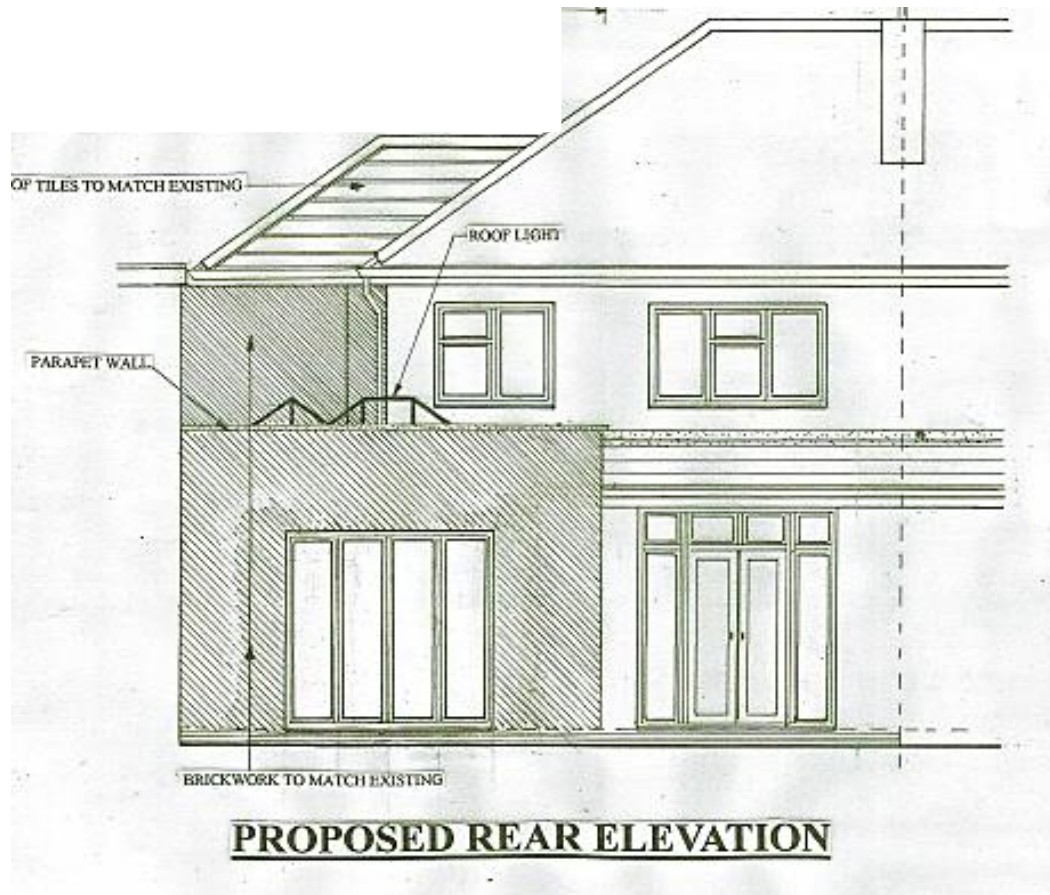 OF TILES TO MATCH EXISTING
ROOF LIGHT
PARAPET WALL
BRICKWORK TO MATCH EXISTING
PROPOSED REAR ELEVATION